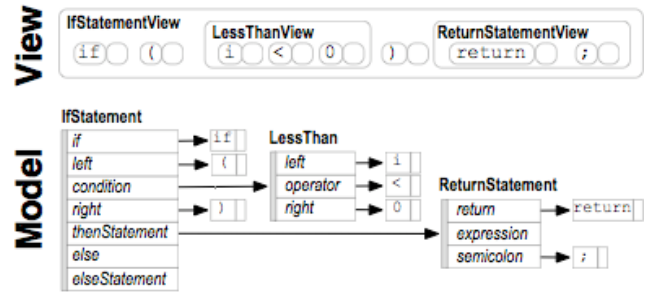 View
IfStatementView
LessThanView
ReturnStatementView
if ( i < 0 ) return ;
Model
IfStatement
if if
left (
condition
right )
thenStatement
else
elseStatement
LessThan
left i
operator <
right 0
ReturnStatement
return return
expression
semicolon ;